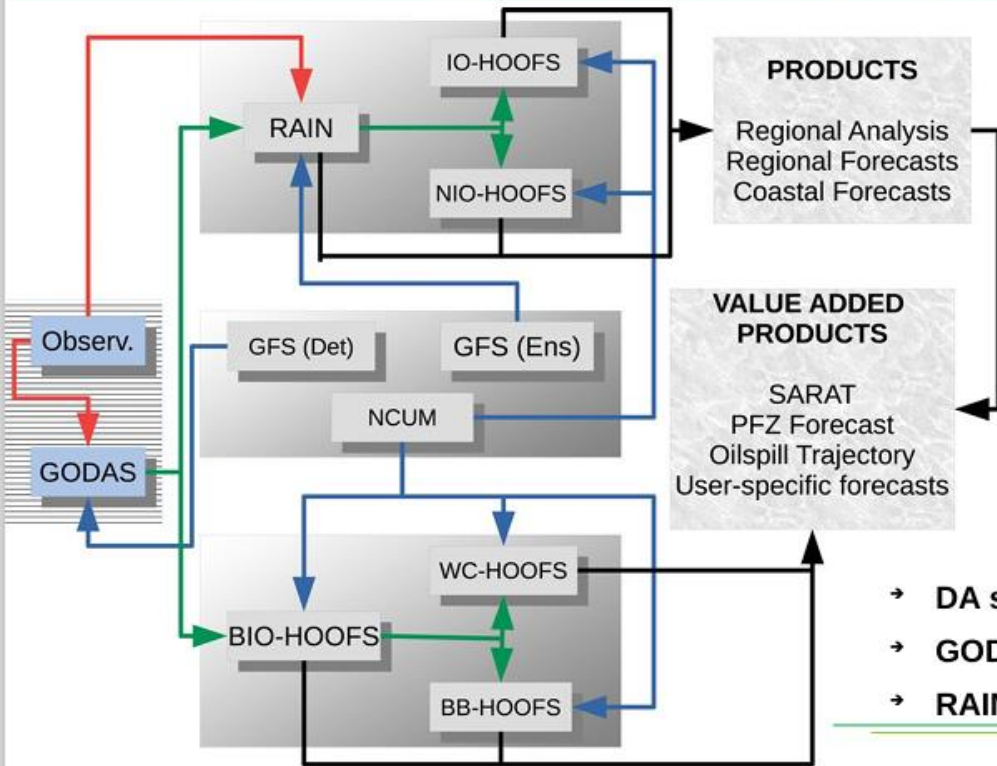 IO-HOOFS
RAIN
NIO-HOOFS
PRODUCTS
Regional Analysis
Regional Forecasts
Coastal Forecasts
Observ.
GODAS
GFS (Det)
GFS (Ens)
NCUM
VALUE ADDED
PRODUCTS
SARAT
PFZ Forecast
Oilspill Trajectory
User-specific forecasts
WC-HOOFS
BIO-HOOFS
BB-HOOFS
→ DA
→
→